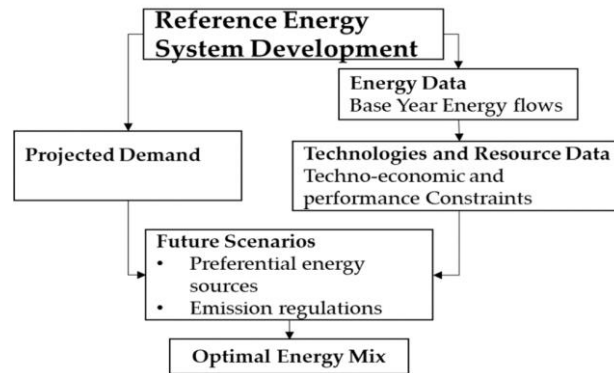 Reference Energy
System Development
Energy Data
Base Year Energy flows
Projected Demand
Technologies and Resource Data
Techno-economic and
performance Constraints
Future Scenarios
• Preferential energy
sources
• Emission regulations
Optimal Energy Mix